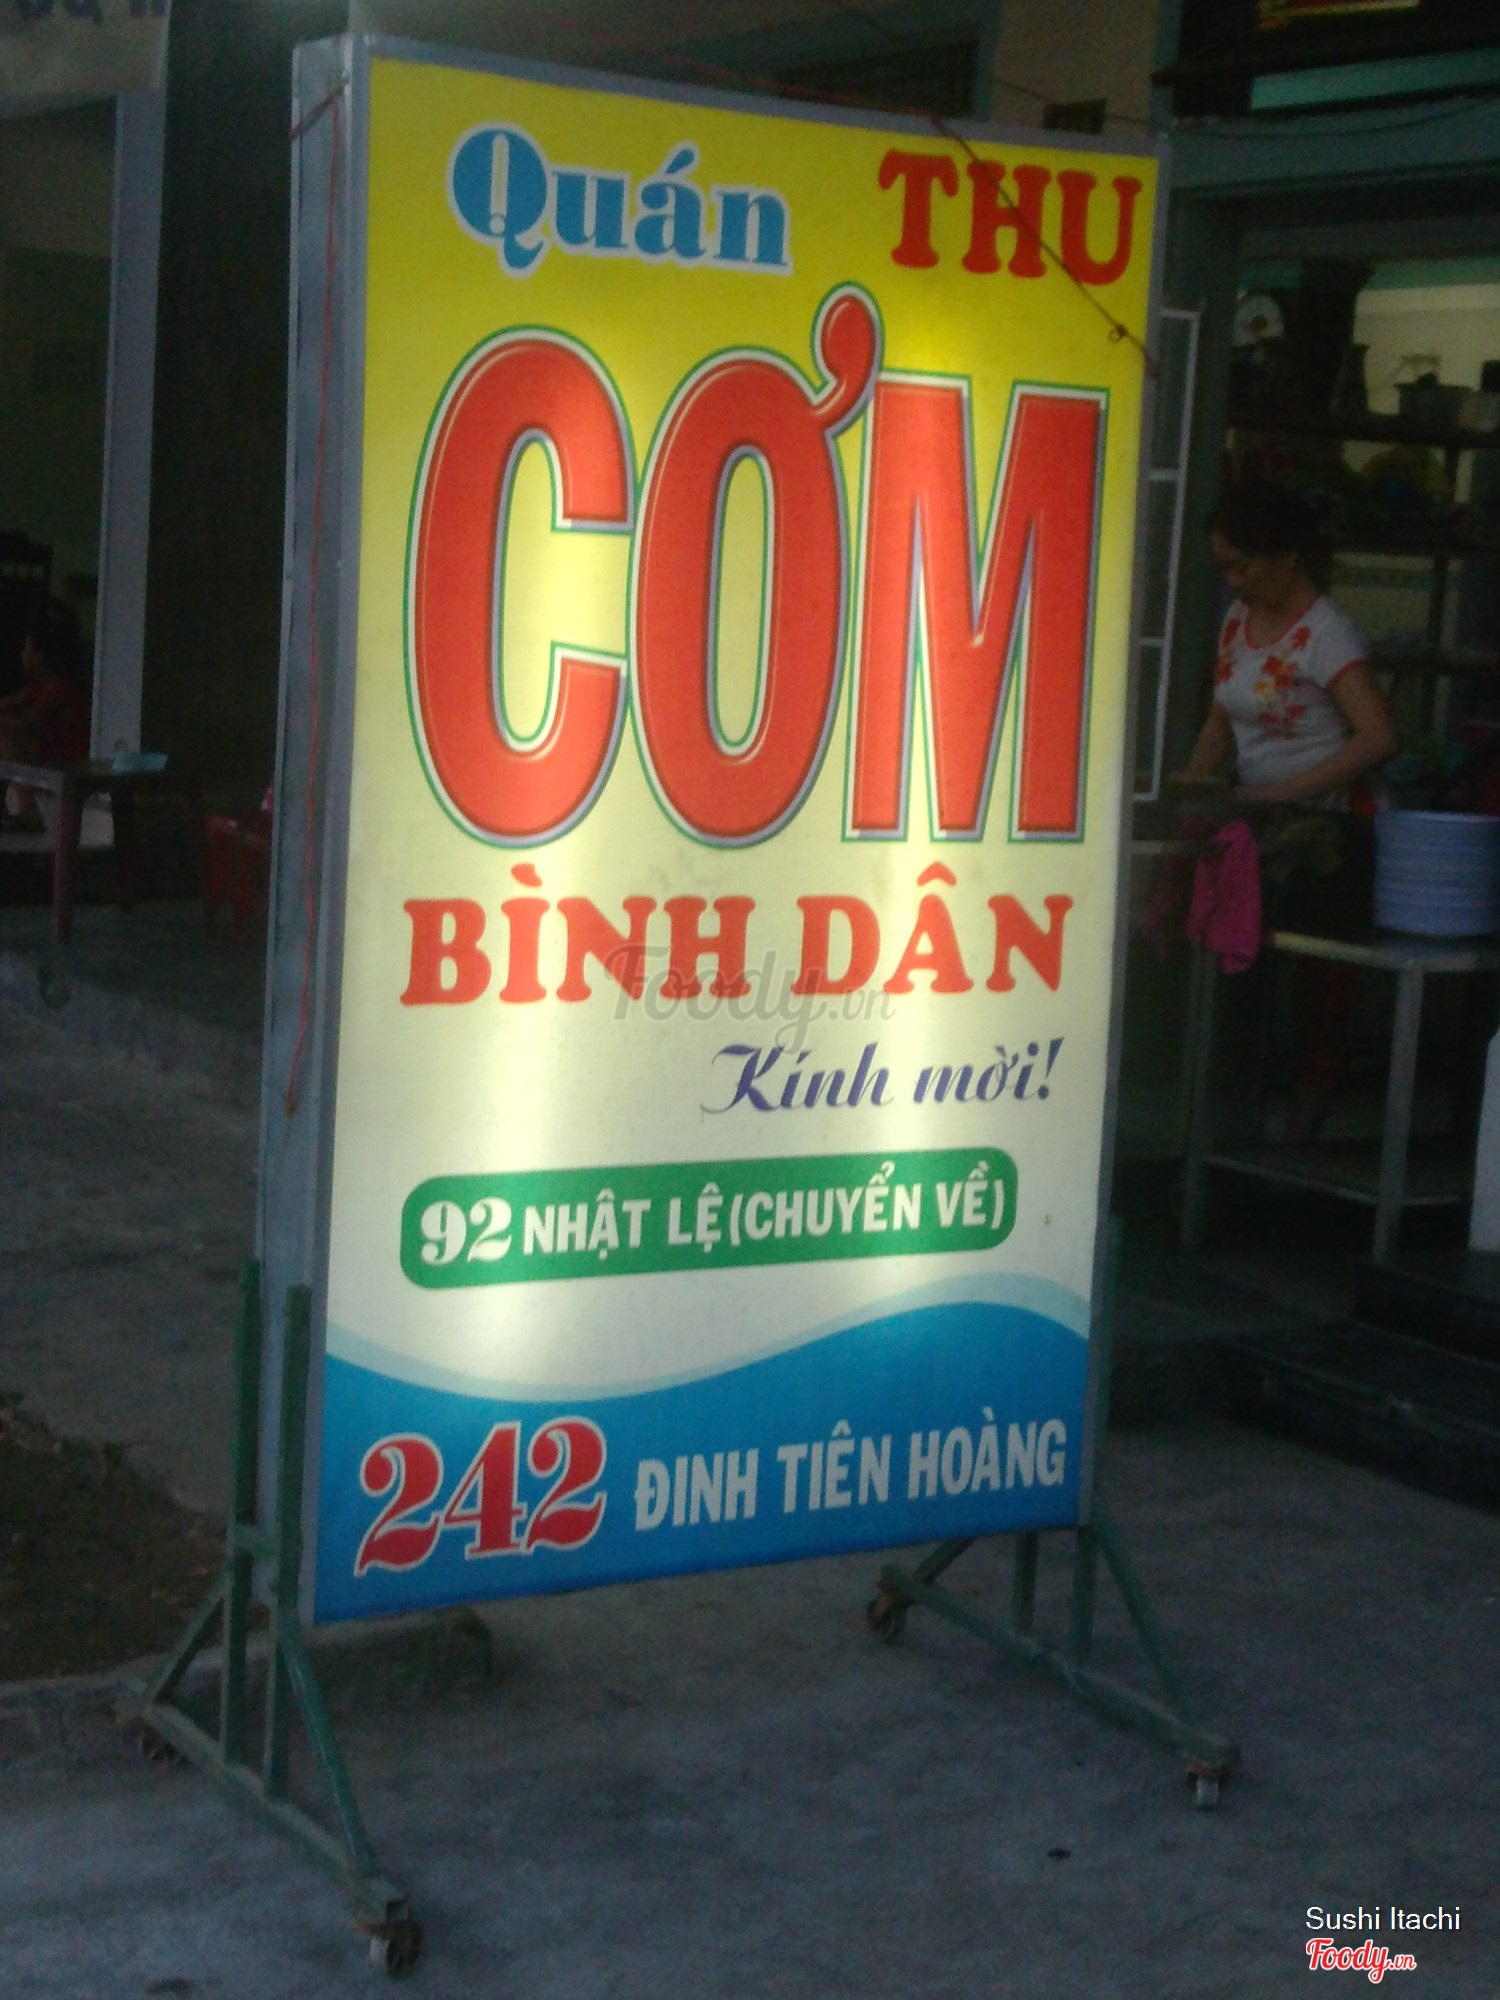 Quán THU
CƠM
BÌNH DÂN
Foody.vn
Kính mời!
92 NHẬT LỆ (CHUYỂN VỀ)
242 ĐINH TIÊN HOÀNG
Sushi Itachi
Foody.vn